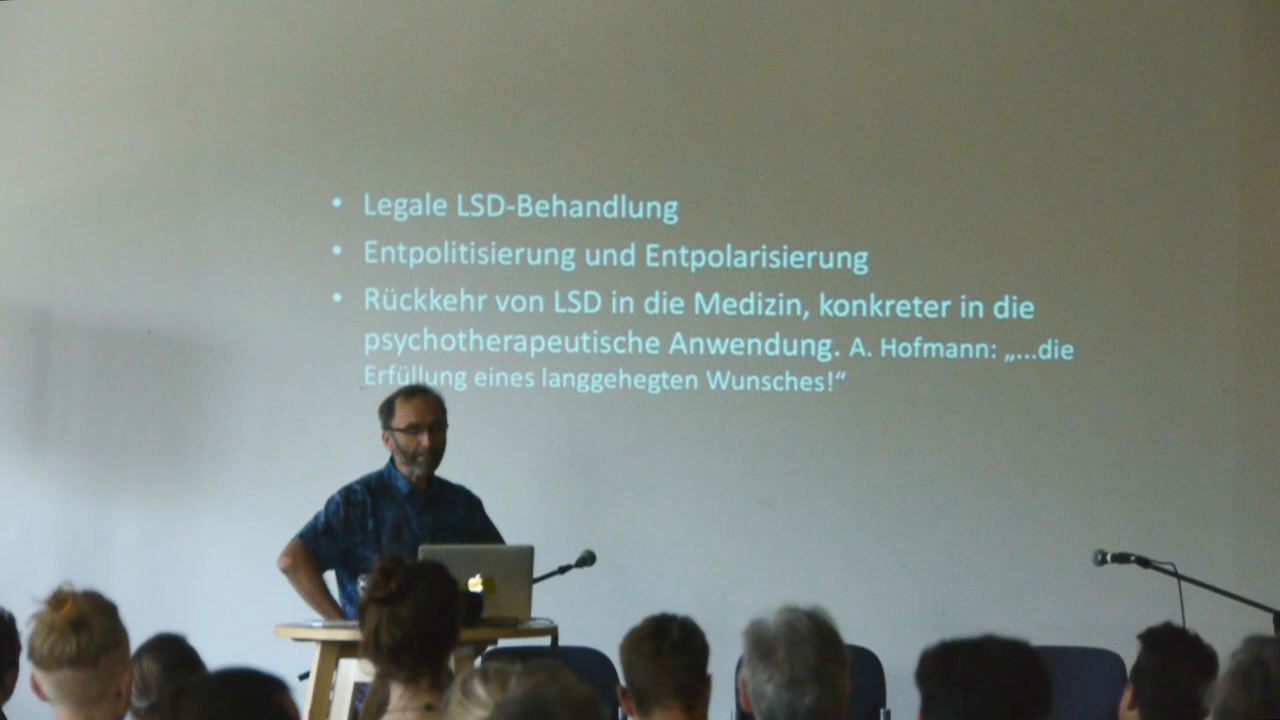 • Legale LSD-Behandlung
• Entpolitisierung und Entpolarisierung
• Rückkehr von LSD in die Medizin, konkreter in die
psychotherapeutische Anwendung. A. Hofmann: „...die
Erfüllung eines langgehegten Wunsches!“